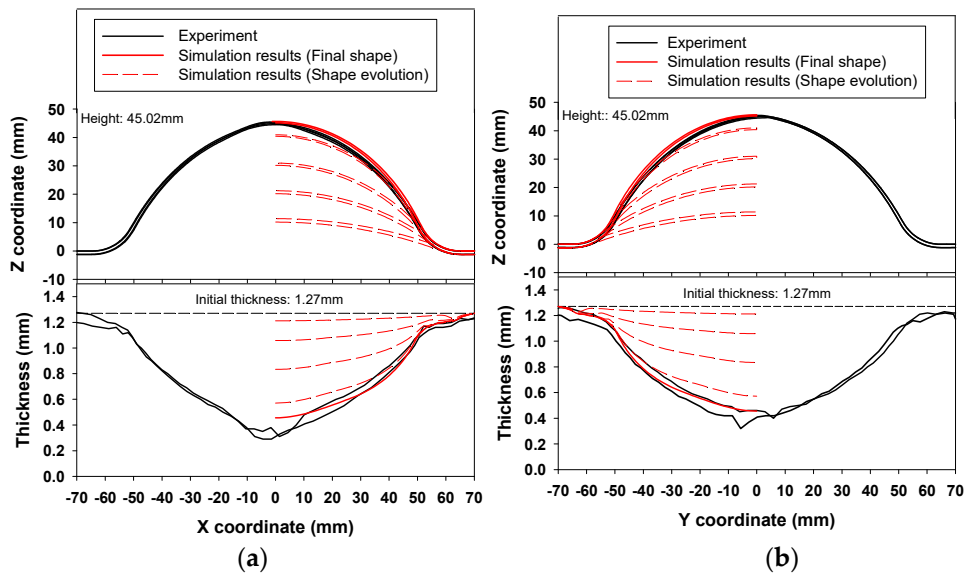 Experiment
Simulation results (Final shape)
Simulation results (Shape evolution)
Height: 45.02mm
Z coordinate (mm)
50
40
30
20
10
0
-10
Initial thickness: 1.27mm
Thickness (mm)
1.4
1.2
1.0
0.8
0.6
0.4
0.2
0.0
-70 -60 -50 -40 -30 -20 -10 0 10 20 30 40 50 60 70
X coordinate (mm)
(a)
Experiment
Simulation results (Final shape)
Simulation results (Shape evolution)
Height:: 45.02mm
Z coordinate (mm)
50
40
30
20
10
0
-10
Initial thickness: 1.27mm
Thickness (mm)
1.4
1.2
1.0
0.8
0.6
0.4
0.2
0.0
-70 -60 -50 -40 -30 -20 -10 0 10 20 30 40 50 60 70
Y coordinate (mm)
(b)